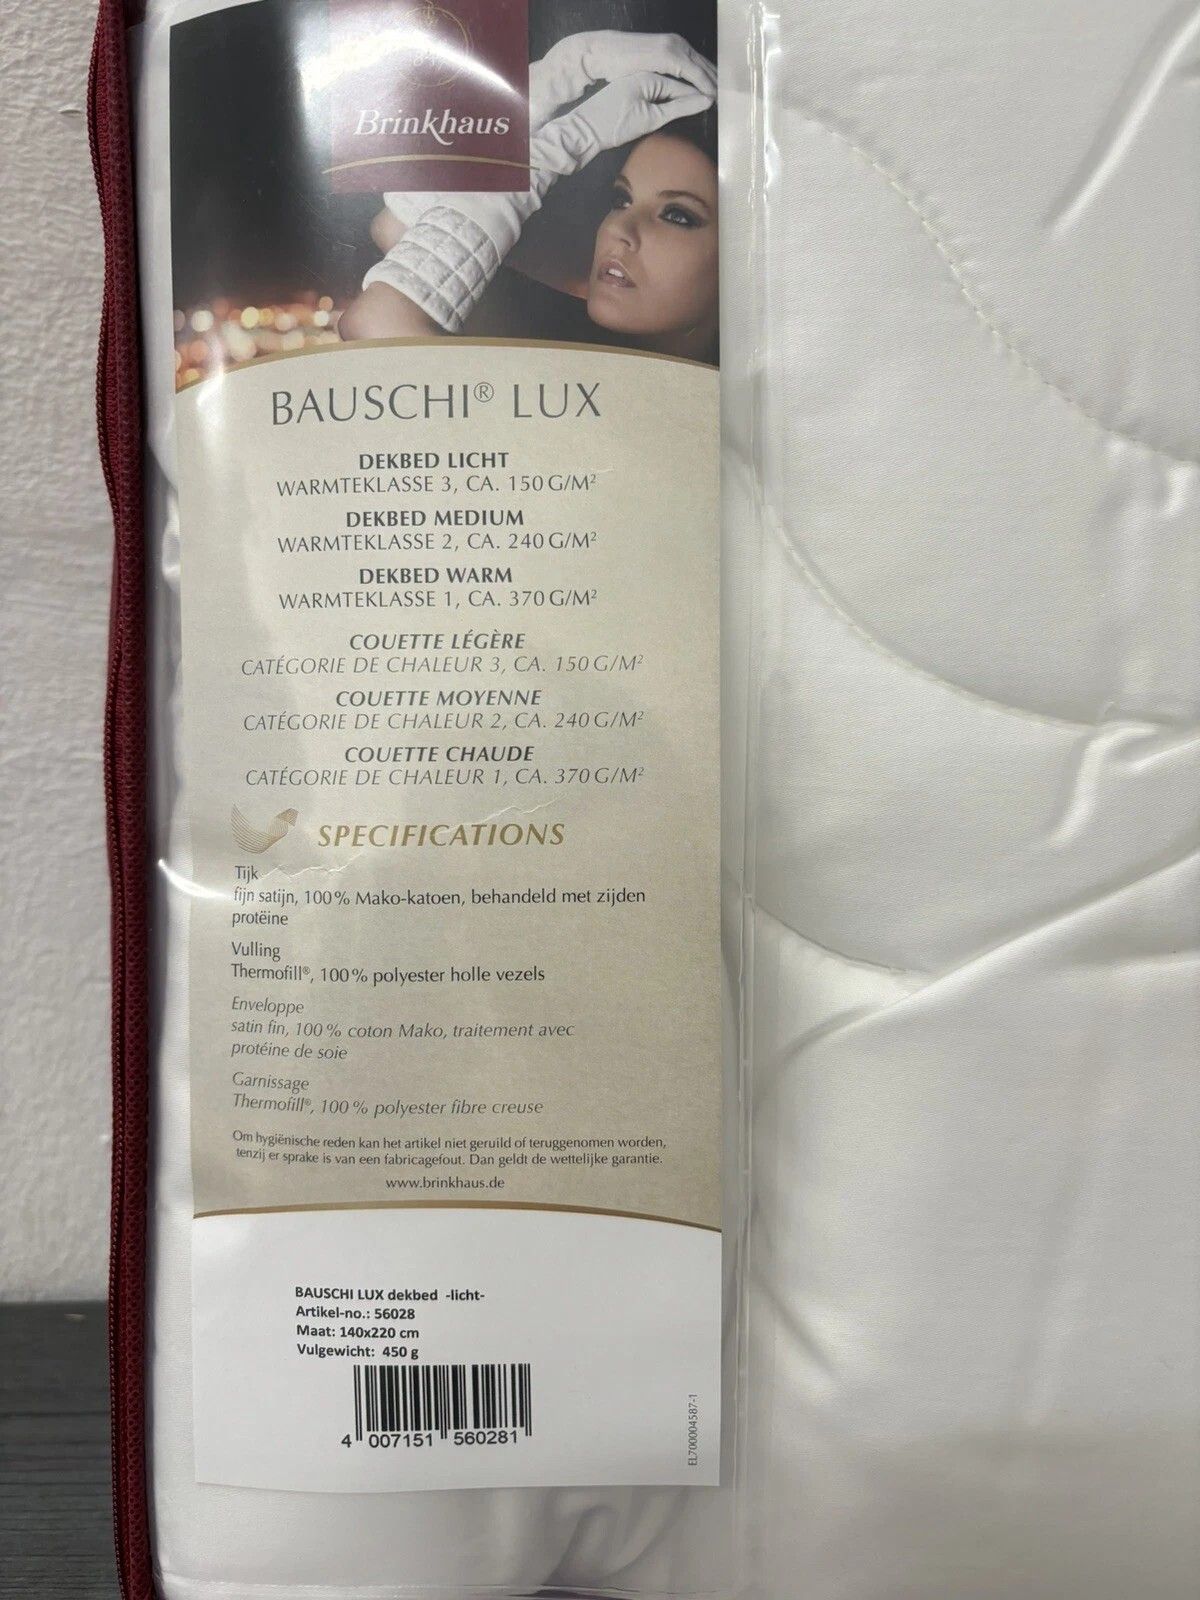 Brinkhaus
BAUSCHI® LUX
DEKBED LICHT
WARMTEKLASSE 3, CA. 150 G/M²
DEKBED MEDIUM
WARMTEKLASSE 2, CA. 240 G/M²
DEKBED WARM
WARMTEKLASSE 1, CA. 370 G/M²
COUETTE LÉGÈRE
CATÉGORIE DE CHALEUR 3, CA. 150 G/M²
COUETTE MOYENNE
CATÉGORIE DE CHALEUR 2, CA. 240 G/M²
COUETTE CHAUDE
CATÉGORIE DE CHALEUR 1, CA. 370 G/M²
SPECIFICATIONS
Tijk
fijn satijn, 100% Mako-katoen, behandeld met zijden
protëine
Vulling
Thermofill®, 100% polyester holle vezels
Enveloppe
satin fin, 100% coton Mako, traitement avec
protéine de soie
Garnissage
Thermofill®, 100% polyester fibre creuse
Om hygiënische reden kan het artikel niet geruild of teruggenomen worden,
tenzij er sprake is van een fabricagefout. Dan geldt de wettelijke garantie.
www.brinkhaus.de
BAUSCHI LUX dekbed -licht-
Artikel-no.: 56028
Maat: 140x220 cm
Vulgewicht: 450 g
4 007151 560281
EL700004587-1